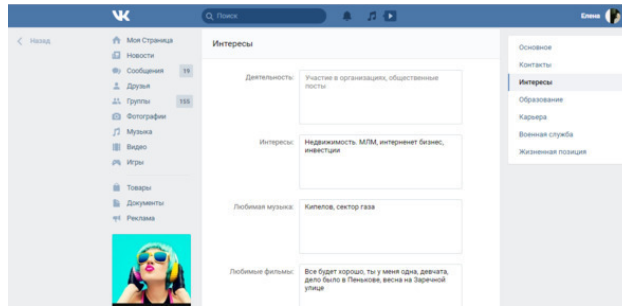 Поиск
Елена
Назад
Моя Страница
Новости
Сообщения 19
Друзья
Группы 155
Фотографии
Музыка
Видео
Игры
Товары
Документы
Реклама
Интересы
Деятельность: Участие в организациях, общественные
посты
Интересы: Недвижимость. МЛМ, интерненет бизнес,
инвестции
Любимая музыка: Кипелов, сектор газа
Любимые фильмы: Все будет хорошо, ты у меня одна, девчата,
дело было в Пенькове, весна на Заречной
улице
Основное
Контакты
Интересы
Образование
Карьера
Военная служба
Жизненная позиция